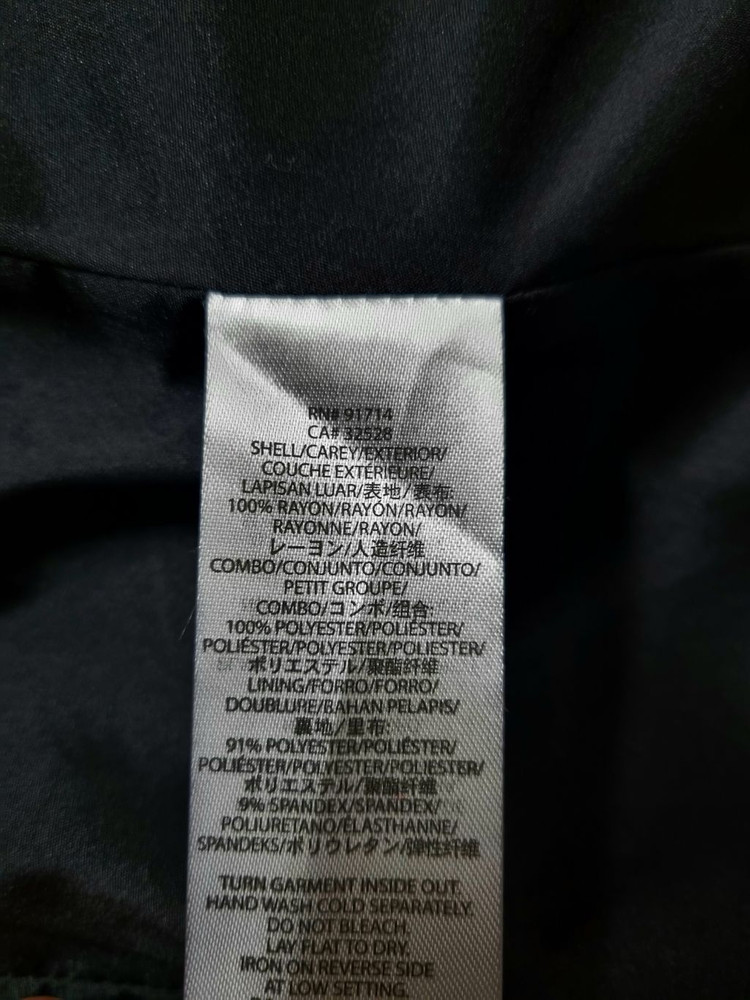 RN# 91714
CA# 32528
SHELL/CAREY/EXTERIOR/
COUCHE EXTÉRIEURE/
LAPISAN LUAR/表地/表布:
100% RAYON/RAYÓN/RAYON/
RAYONNE/RAYON/
レーヨン/人造纤维
COMBO/CONJUNTO/CONJUNTO/
PETIT GROUPE/
COMBO/コンボ/组合:
100% POLYESTER/POLIÉSTER/
POLIÉSTER/POLYESTER/POLIESTER/
ポリエステル/聚酯纤维
LINING/FORRO/FORRO/
DOUBLURE/BAHAN PELAPIS/
裏地/里布:
91% POLYESTER/POLIÉSTER/
POLIÉSTER/POLYESTER/POLIESTER/
ポリエステル/聚酯纤维
9% SPANDEX/SPANDEX/
POLIURETANO/ÉLASTHANNE/
SPANDEKS/ポリウレタン/弹性纤维
TURN GARMENT INSIDE OUT.
HAND WASH COLD SEPARATELY.
DO NOT BLEACH.
LAY FLAT TO DRY.
IRON ON REVERSE SIDE
AT LOW SETTING.